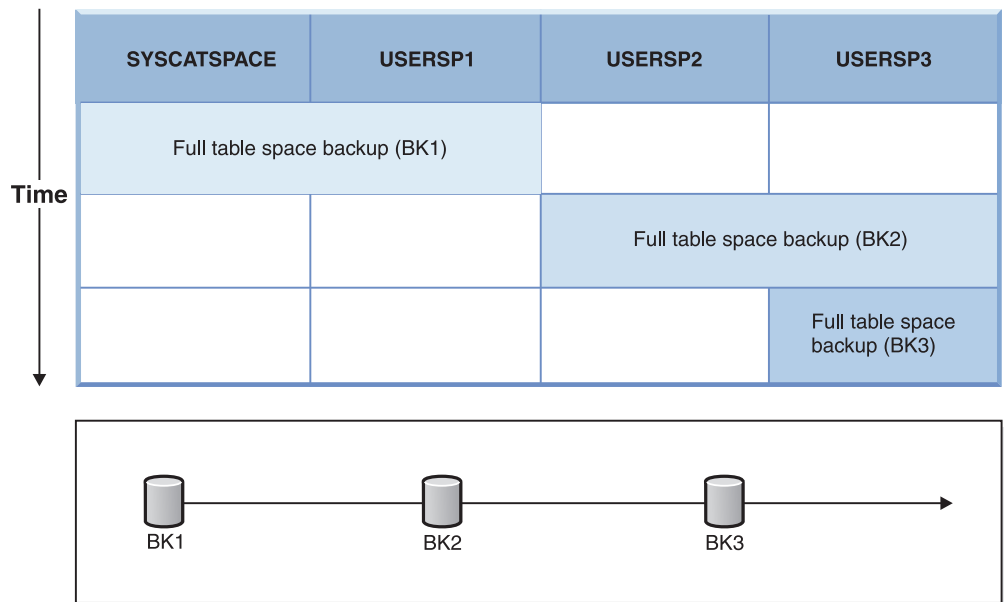 SYSCATSPACE
USERSP1
USERSP2
USERSP3
Full table space backup (BK1)
Time
Full table space backup (BK2)
Full table space
backup (BK3)
BK1
BK2
BK3